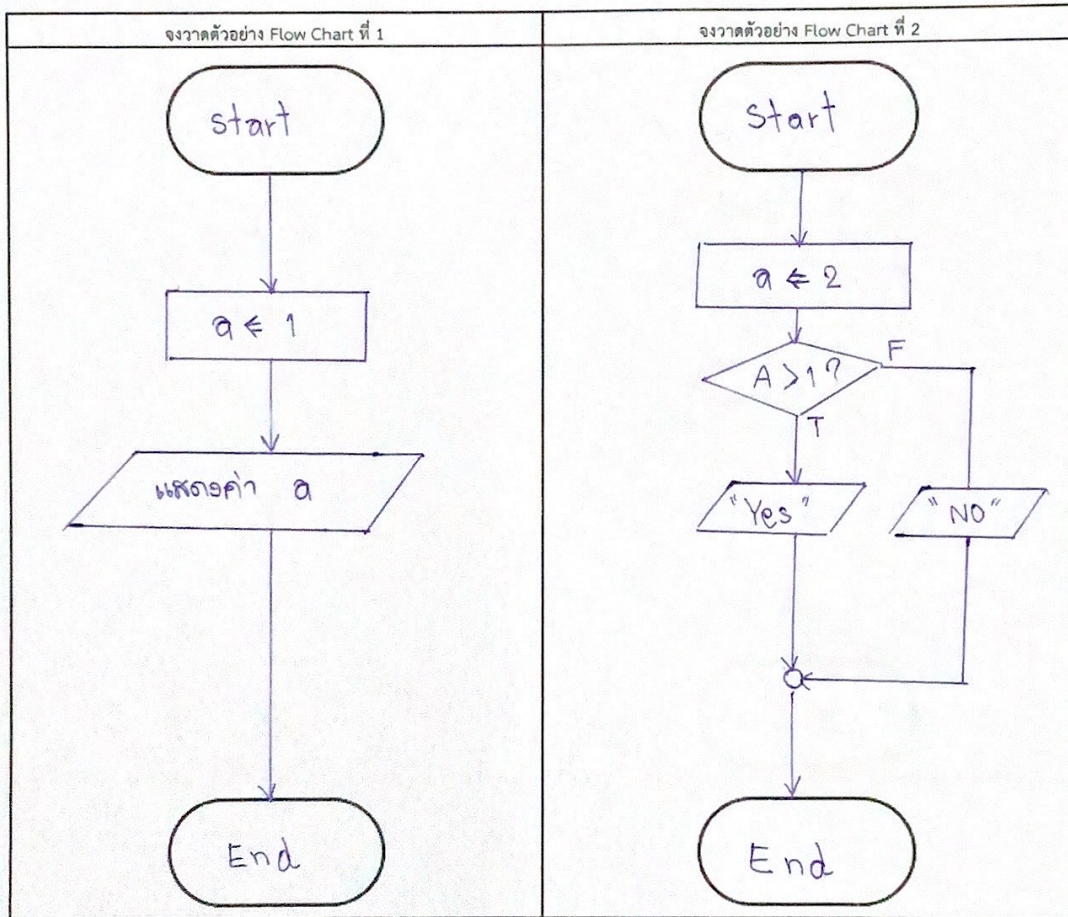 จงวาดตัวอย่าง Flow Chart ที่ 1
start
a ← 1
แสดงค่า a
End
จงวาดตัวอย่าง Flow Chart ที่ 2
Start
a ← 2
A > 1 ?
F
T
"Yes"
"NO"
End